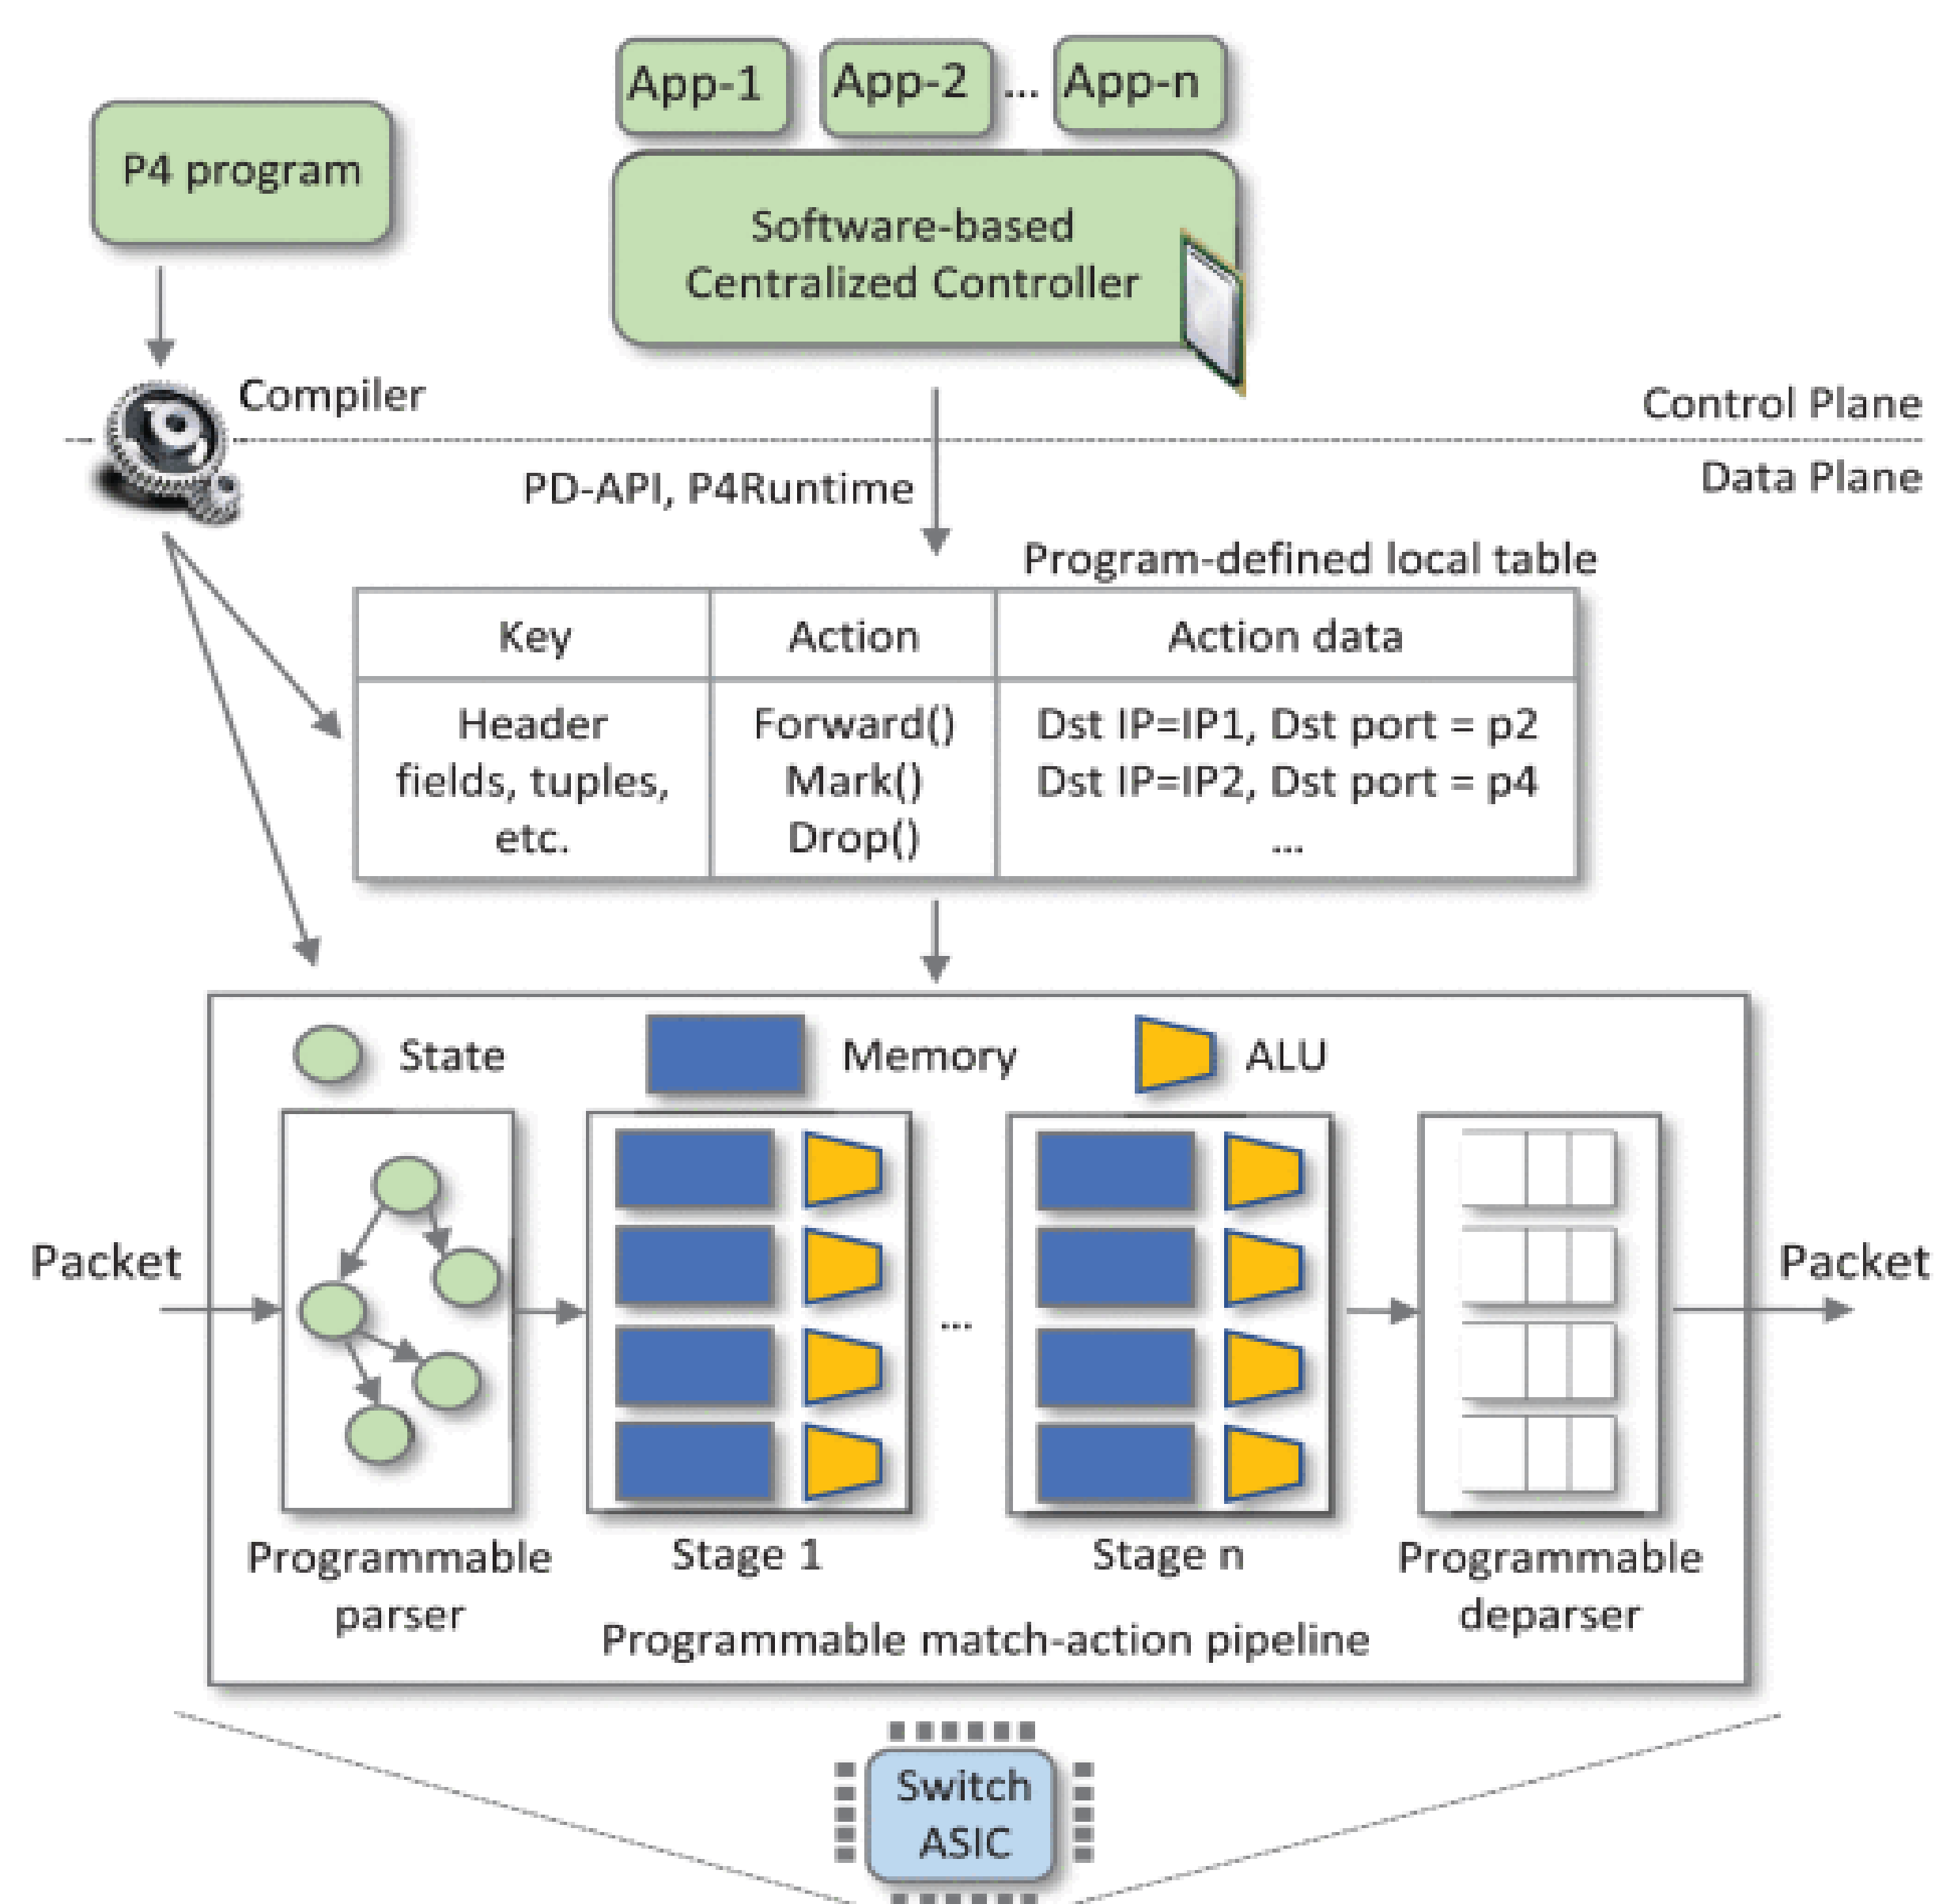 App-1
App-2
...
App-n
P4 program
Software-based
Centralized Controller
Compiler
Control Plane
Data Plane
PD-API, P4Runtime
Program-defined local table
Key
Action
Action data
Header
fields, tuples,
etc.
Forward()
Mark()
Drop()
Dst IP=IP1, Dst port = p2
Dst IP=IP2, Dst port = p4
...
State
Memory
ALU
Packet
...
Packet
Programmable
parser
Stage 1
Stage n
Programmable
deparser
Programmable match-action pipeline
Switch
ASIC